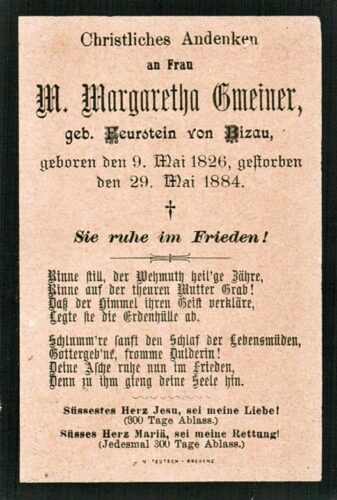 Christliches Andenken
an Frau
M. Margaretha Gmeiner,
geb. Feurstein von Bizau,
geboren den 9. Mai 1826, gestorben
den 29. Mai 1884.
†
Sie ruhe im Frieden!
Rinne still, der Wehmuth heil'ge Zähre,
Rinne auf der theuren Mutter Grab!
Daß der Himmel ihren Geist verkläre,
Legte sie die Erdenhülle ab.
Schlumm're sanft den Schlaf der Lebensmüden,
Gottergeb'ne, fromme Dulderin!
Deine Asche ruhe nun im Frieden,
Denn zu ihm gieng deine Seele hin.
Süssestes Herz Jesu, sei meine Liebe!
(300 Tage Ablass.)
Süsses Herz Mariä, sei meine Rettung!
(Jedesmal 300 Tage Ablass.)
TEUTSCH - BREGENZ